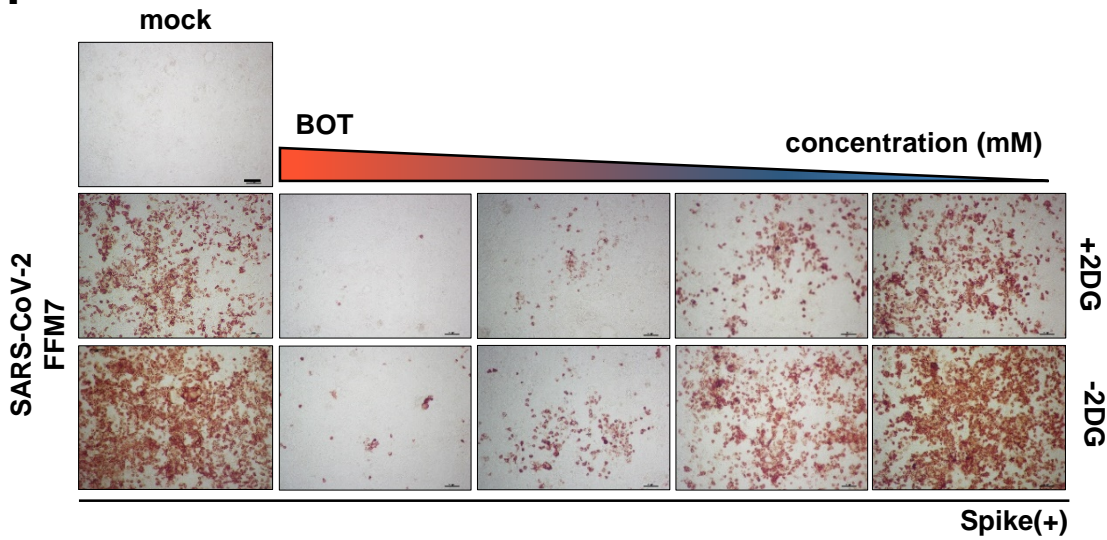 mock
BOT
concentration (mM)
SARS-CoV-2
FFM7
+2DG
-2DG
Spike(+)